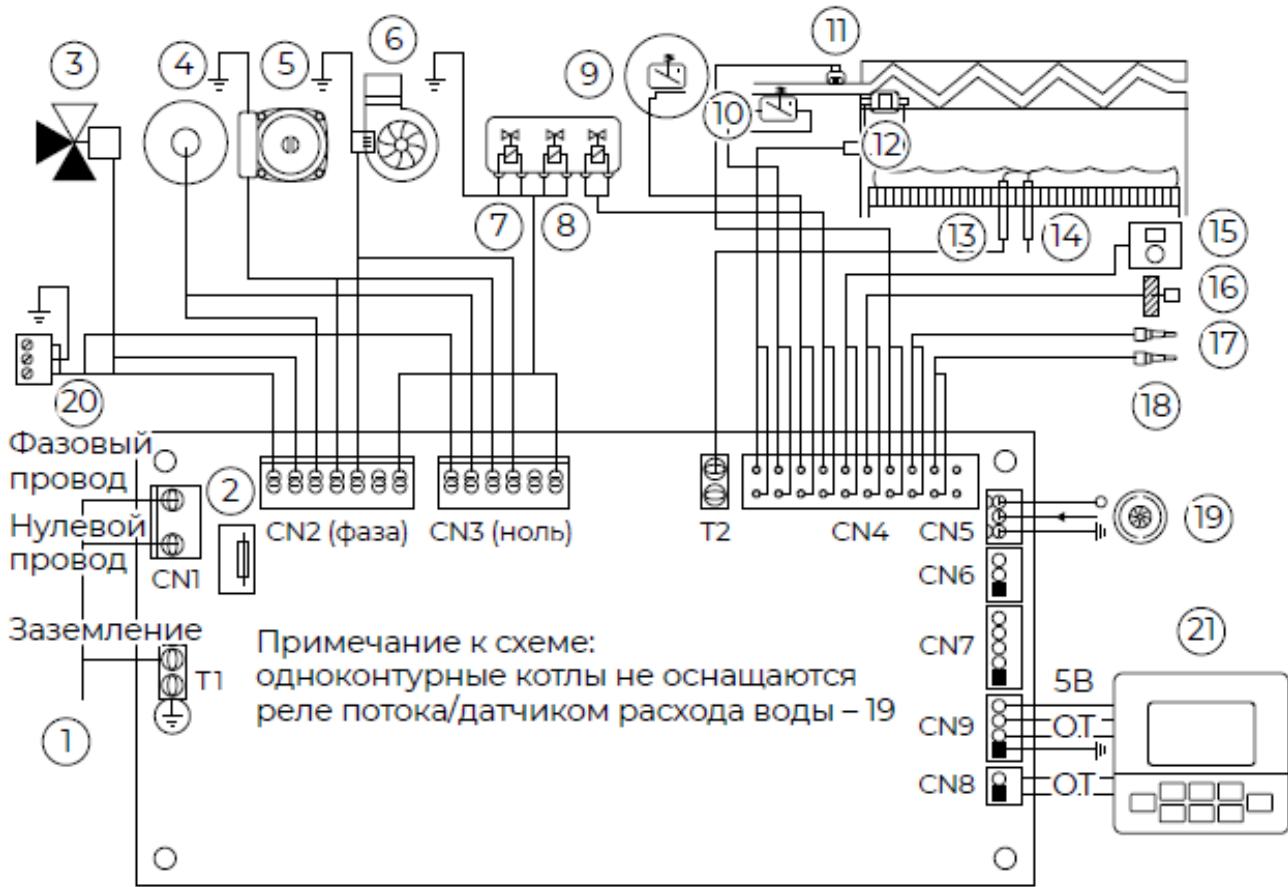 3
4
5
6
7
8
9
10
11
12
13
14
15
16
17
18
19
20
21
Фазовый
провод
2
Нулевой
провод
CN1
CN2 (фаза)
CN3 (ноль)
T2
CN4
CN5
CN6
Заземление
T1
1
Примечание к схеме:
одноконтурные котлы не оснащаются
реле потока/датчиком расхода воды – 19
CN7
5В
CN9
О.Т
CN8
О.Т